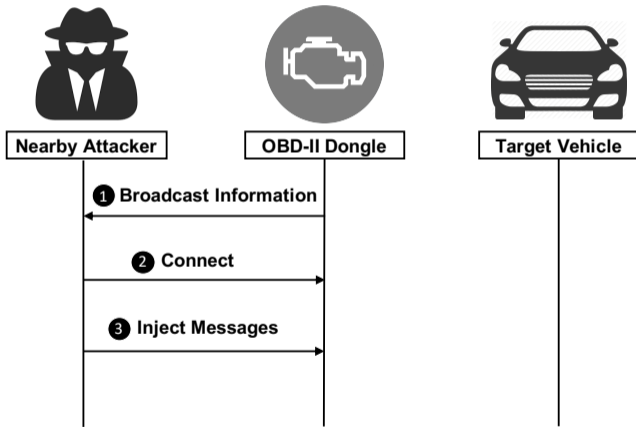 Nearby Attacker
OBD-II Dongle
Target Vehicle
1 Broadcast Information
2 Connect
3 Inject Messages